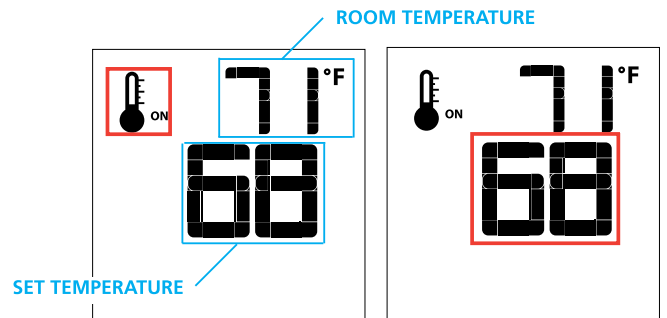 ROOM TEMPERATURE
71°F
ON
68
SET TEMPERATURE
71°F
ON
68